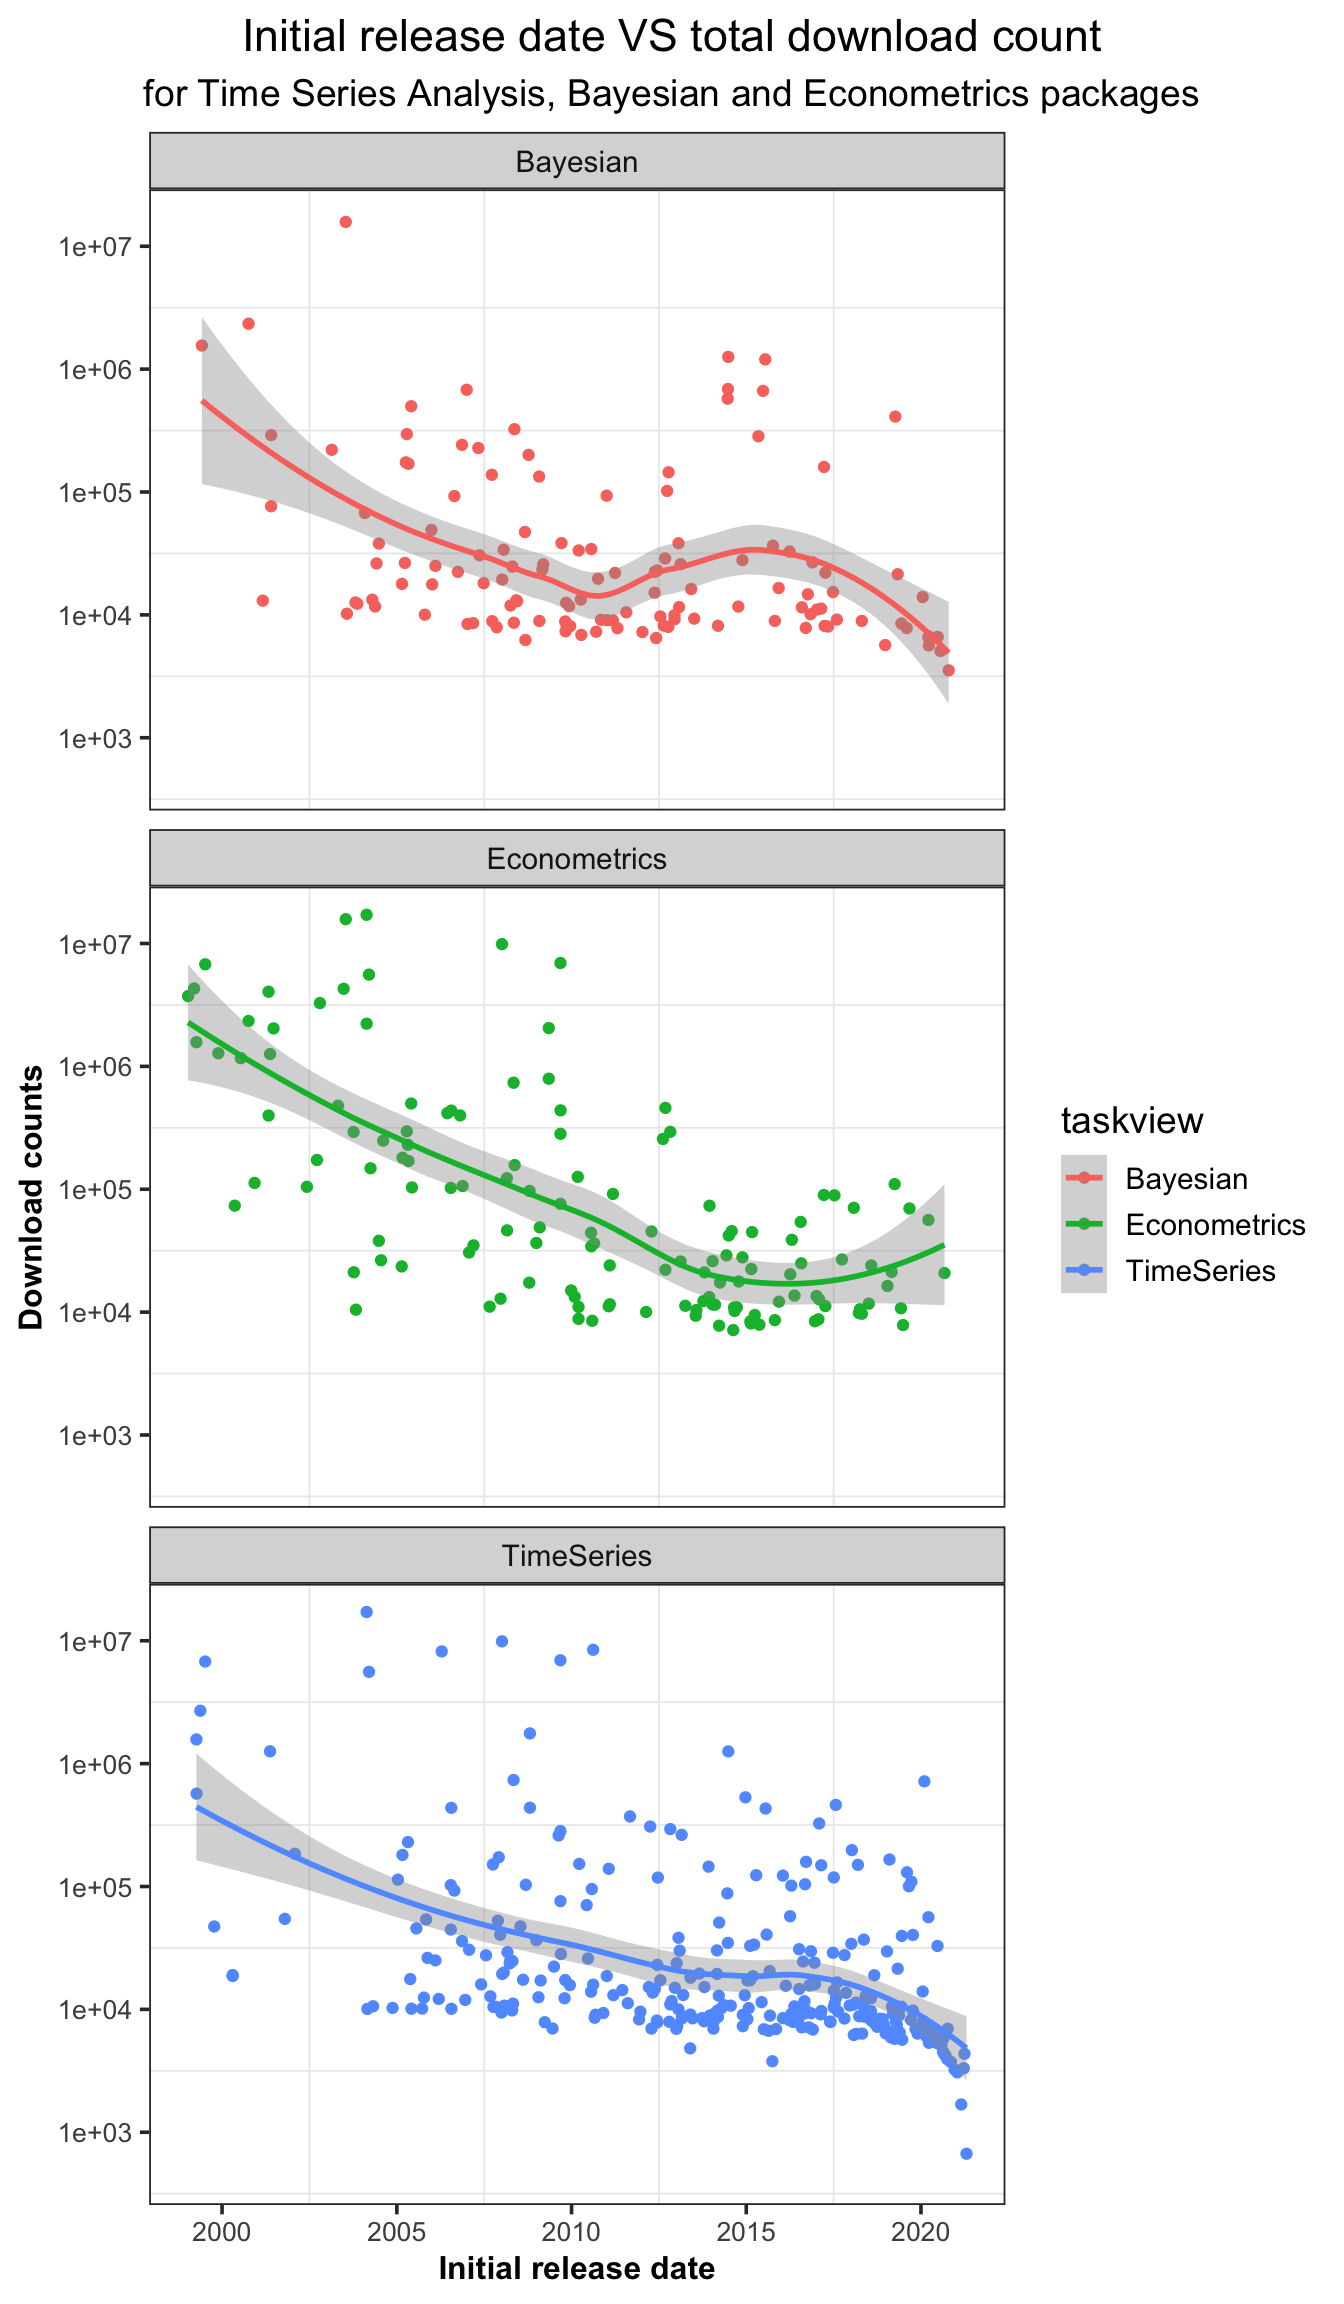 Initial release date VS total download count
for Time Series Analysis, Bayesian and Econometrics packages
Bayesian
1e+07
1e+06
1e+05
1e+04
1e+03
Econometrics
1e+07
1e+06
1e+05
1e+04
1e+03
TimeSeries
1e+07
1e+06
1e+05
1e+04
1e+03
2000 2005 2010 2015 2020
Initial release date
Download counts
taskview
Bayesian
Econometrics
TimeSeries